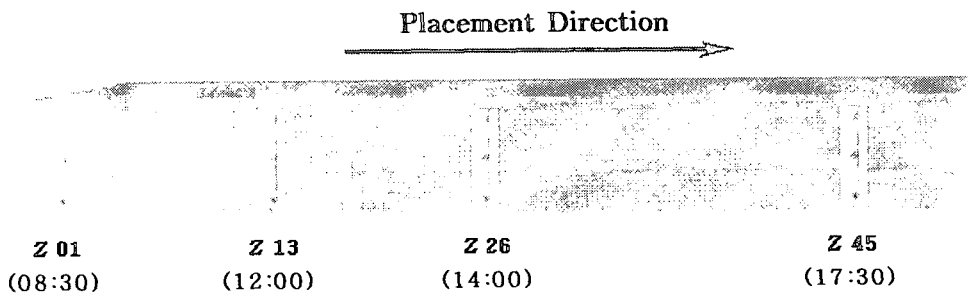 Placement Direction
Z 01 Z 13 Z 26 Z 45
(08:30) (12:00) (14:00) (17:30)